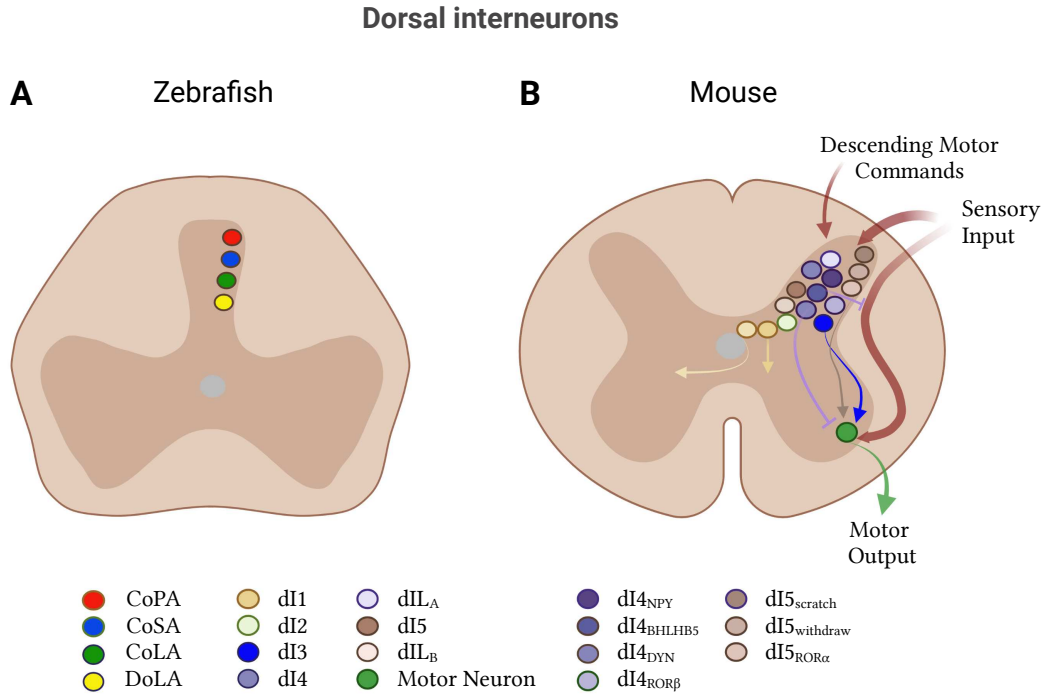 Dorsal interneurons
A
Zebrafish
B
Mouse
Descending Motor
Commands
Sensory
Input
Motor
Output
CoPA
CoSA
CoLA
DoLA
dI1
dI2
dI3
dI4
dILA
dI5
dILB
Motor Neuron
dI4NPY
dI4BHLHB5
dI4DYN
dI4RORβ
dI5scratch
dI5withdraw
dI5RORα